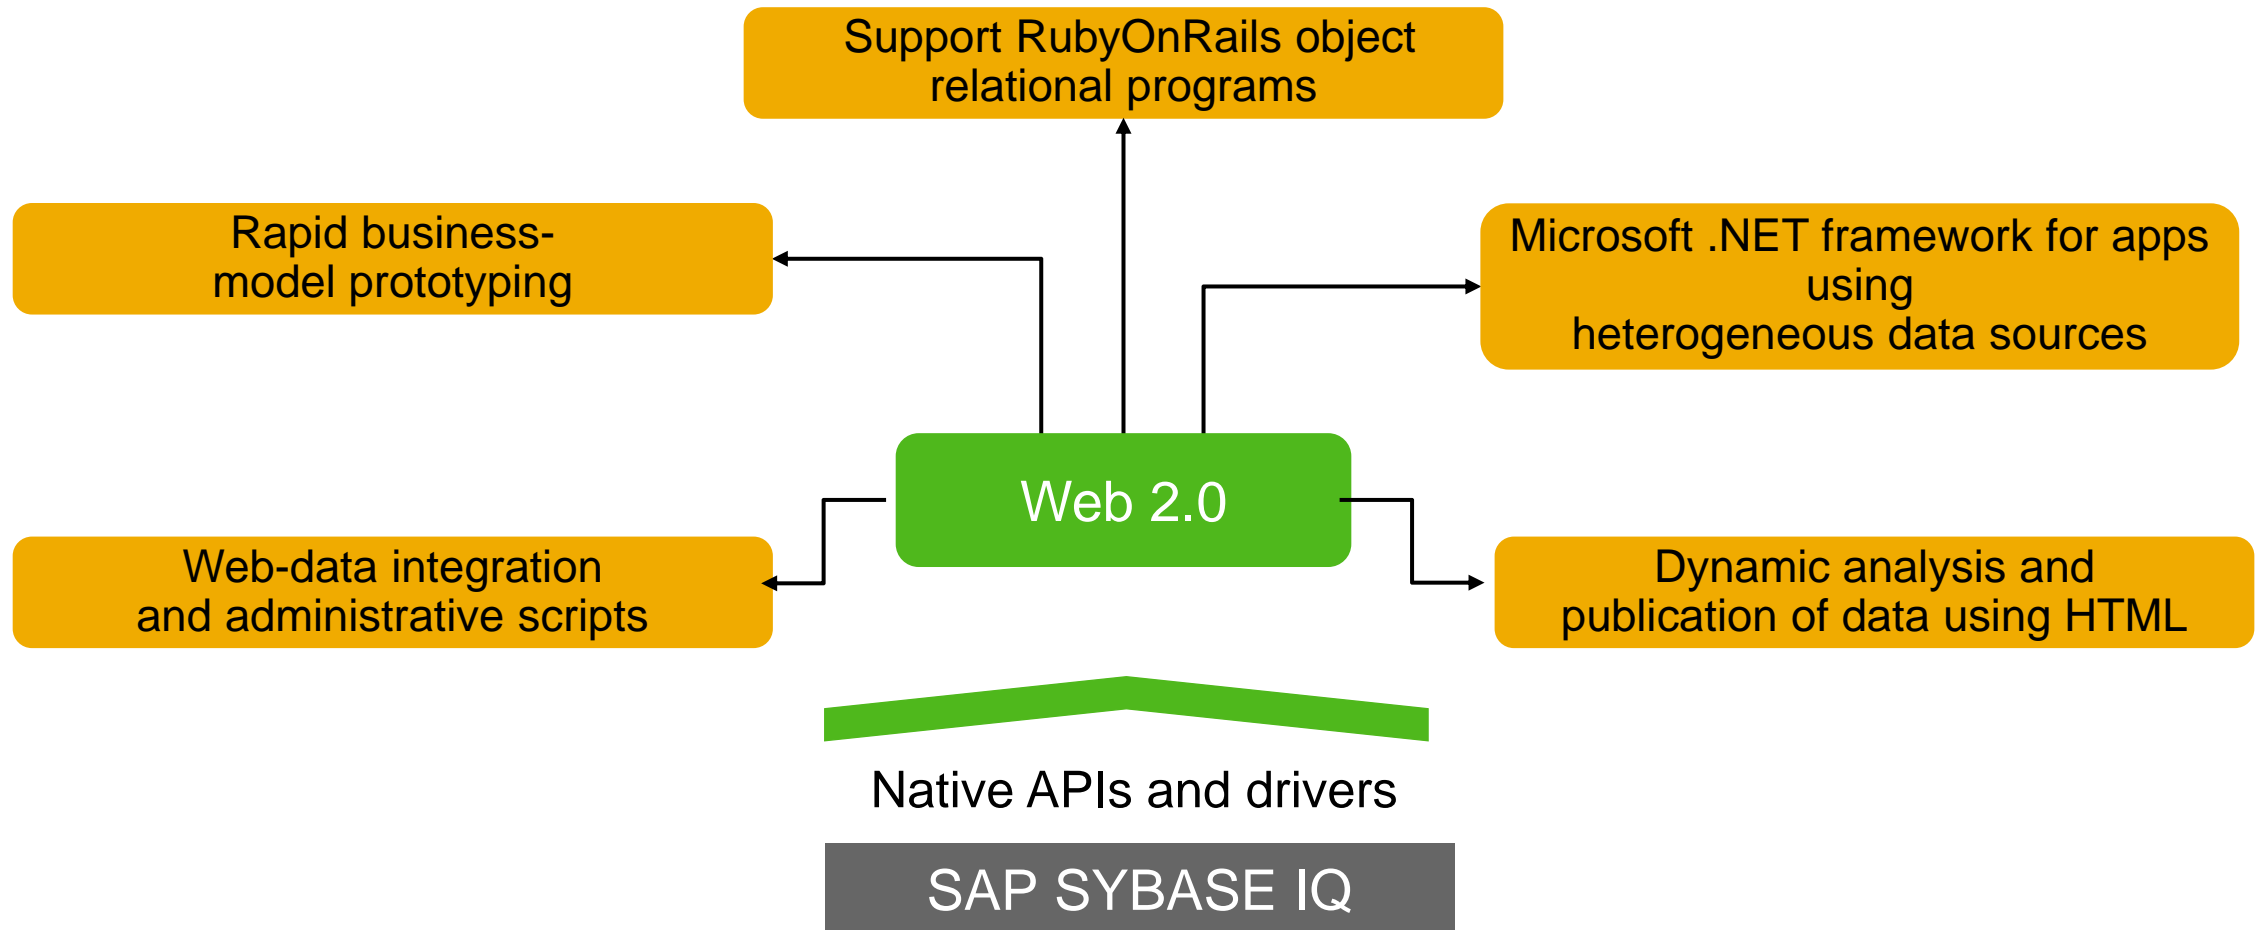 Support RubyOnRails object
relational programs
Rapid business-
model prototyping
Microsoft .NET framework for apps
using
heterogeneous data sources
Web 2.0
Web-data integration
and administrative scripts
Dynamic analysis and
publication of data using HTML
Native APIs and drivers
SAP SYBASE IQ